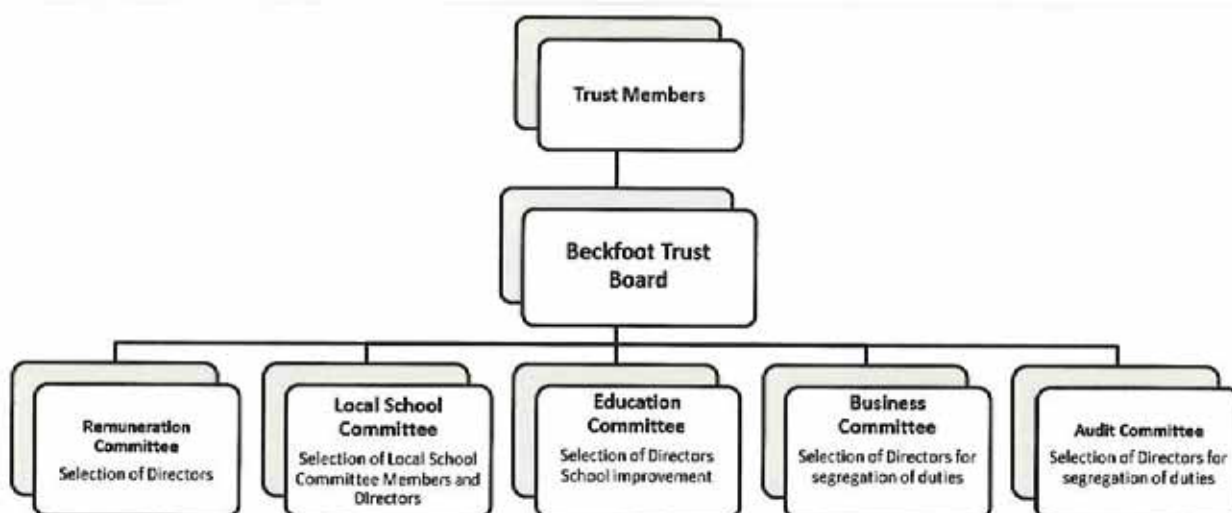 Trust Members
Beckfoot Trust
Board
Remuneration
Committee
Selection of Directors
Local School
Committee
Selection of Local School
Committee Members and
Directors
Education
Committee
Selection of Directors
School improvement
Business
Committee
Selection of Directors for
segregation of duties
Audit Committee
Selection of Directors for
segregation of duties